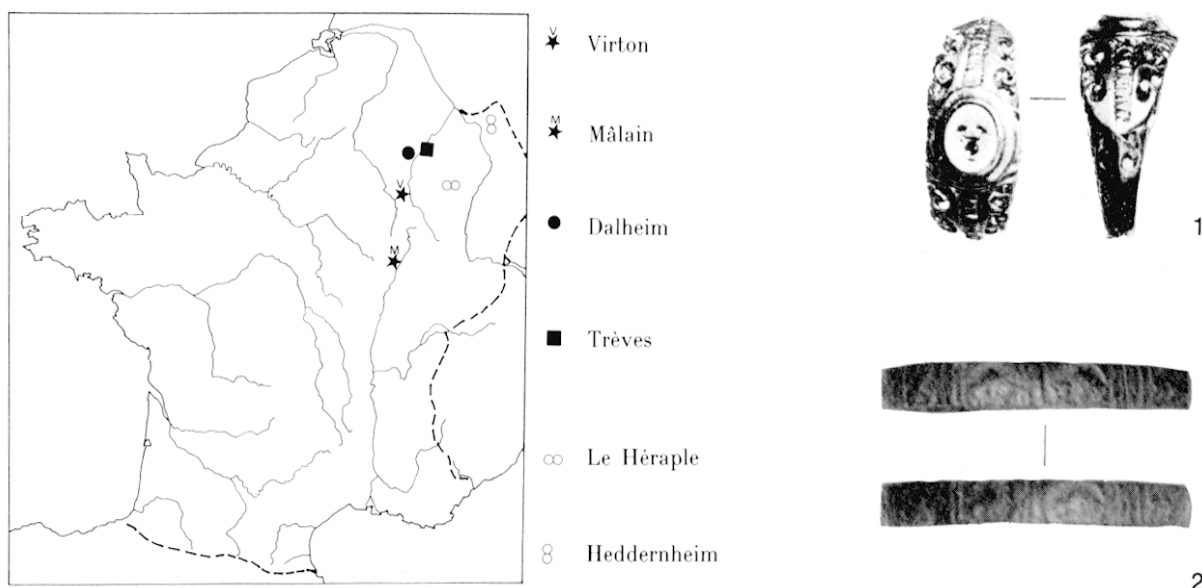 V
Virton
M
Mâlain
Dalheim
Trèves
Le Héraple
Heddernheim
V
M
1
2